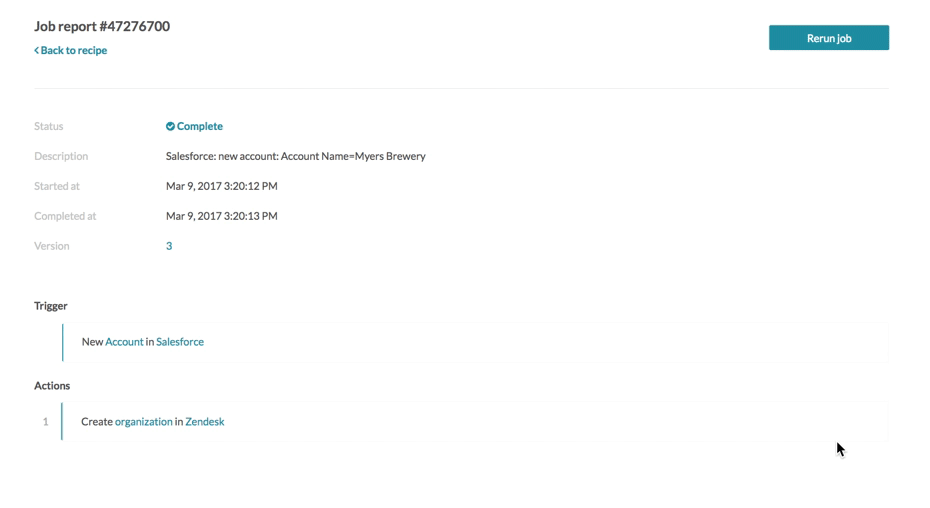 Job report #47276700
Back to recipe
Rerun job
Status
Complete
Description
Salesforce: new account: Account Name=Myers Brewery
Started at
Mar 9, 2017 3:20:12 PM
Completed at
Mar 9, 2017 3:20:13 PM
Version
3
Trigger
New Account in Salesforce
Actions
1
Create organization in Zendesk